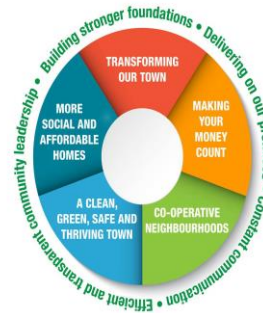 Building stronger foundations • Delivering on our
Constant communication •
Efficient and transparent community leadership •
TRANSFORMING
OUR TOWN
MAKING
YOUR
MONEY
COUNT
CO-OPERATIVE
NEIGHBOURHOODS
A CLEAN,
GREEN, SAFE AND
THRIVING TOWN
MORE
SOCIAL AND
AFFORDABLE
HOMES